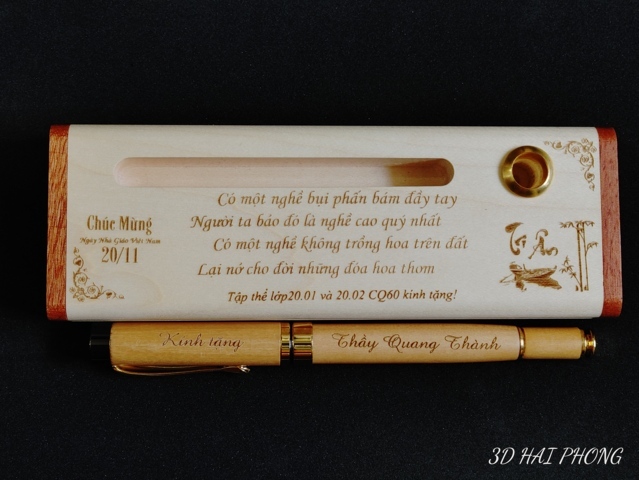 Có một nghề bụi phấn bám đầy tay
Người ta bảo đó là nghề cao quý nhất
Có một nghề không trồng hoa trên đất
Lại nở cho đời những đóa hoa thơm
Tập thể lớp20.01 và 20.02 CQ60 kính tặng!
Chúc Mừng
Ngày Nhà Giáo Việt Nam
20/11
Tri Ân
Kính tặng
Thầy Quang Thành
3D HAI PHONG